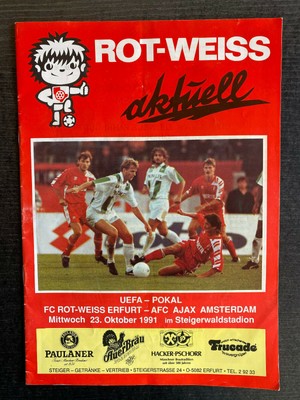 ROT-WEISS
aktuell
UEFA - POKAL
FC ROT-WEISS ERFURT - AFC AJAX AMSTERDAM
Mittwoch 23. Oktober 1991 im Steigerwaldstadion
PAULANER
AuerBräu
HACKER-PSCHORR
Trucade
STEIGER - GETRÄNKE - VERTRIEB - STEIGERSTRASSE 24 - O 5082 ERFURT - TEL. 2 92 33